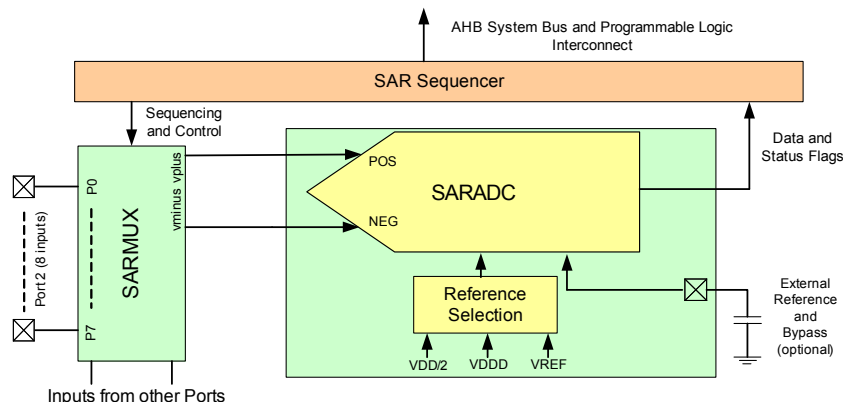 AHB System Bus and Programmable Logic
Interconnect
SAR Sequencer
Sequencing
and Control
Data and
Status Flags
vminus vplus
P0
POS
SARADC
SARMUX
Port 2 (8 inputs)
NEG
P7
Reference
Selection
External
Reference
and
Bypass
(optional)
VDD/2
VDDD
VREF
Inputs from other Ports